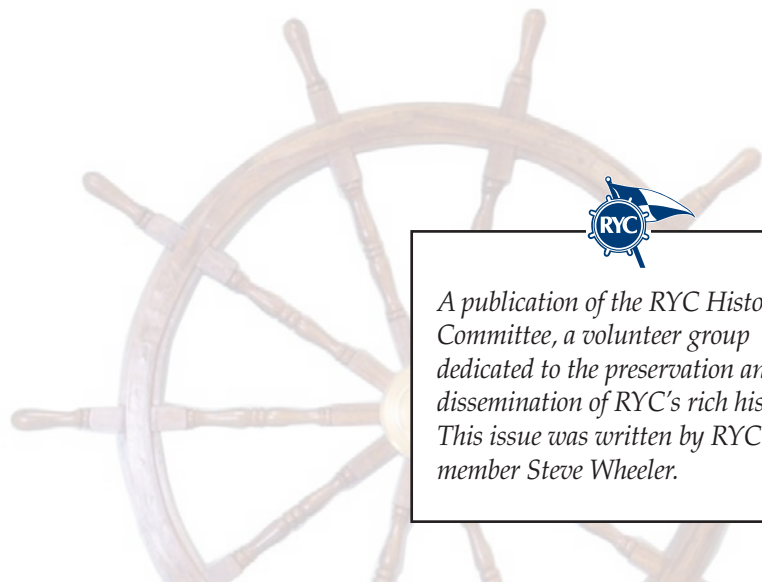 RYC
A publication of the RYC Histo
Committee, a volunteer group
dedicated to the preservation an
dissemination of RYC's rich his
This issue was written by RYC
member Steve Wheeler.